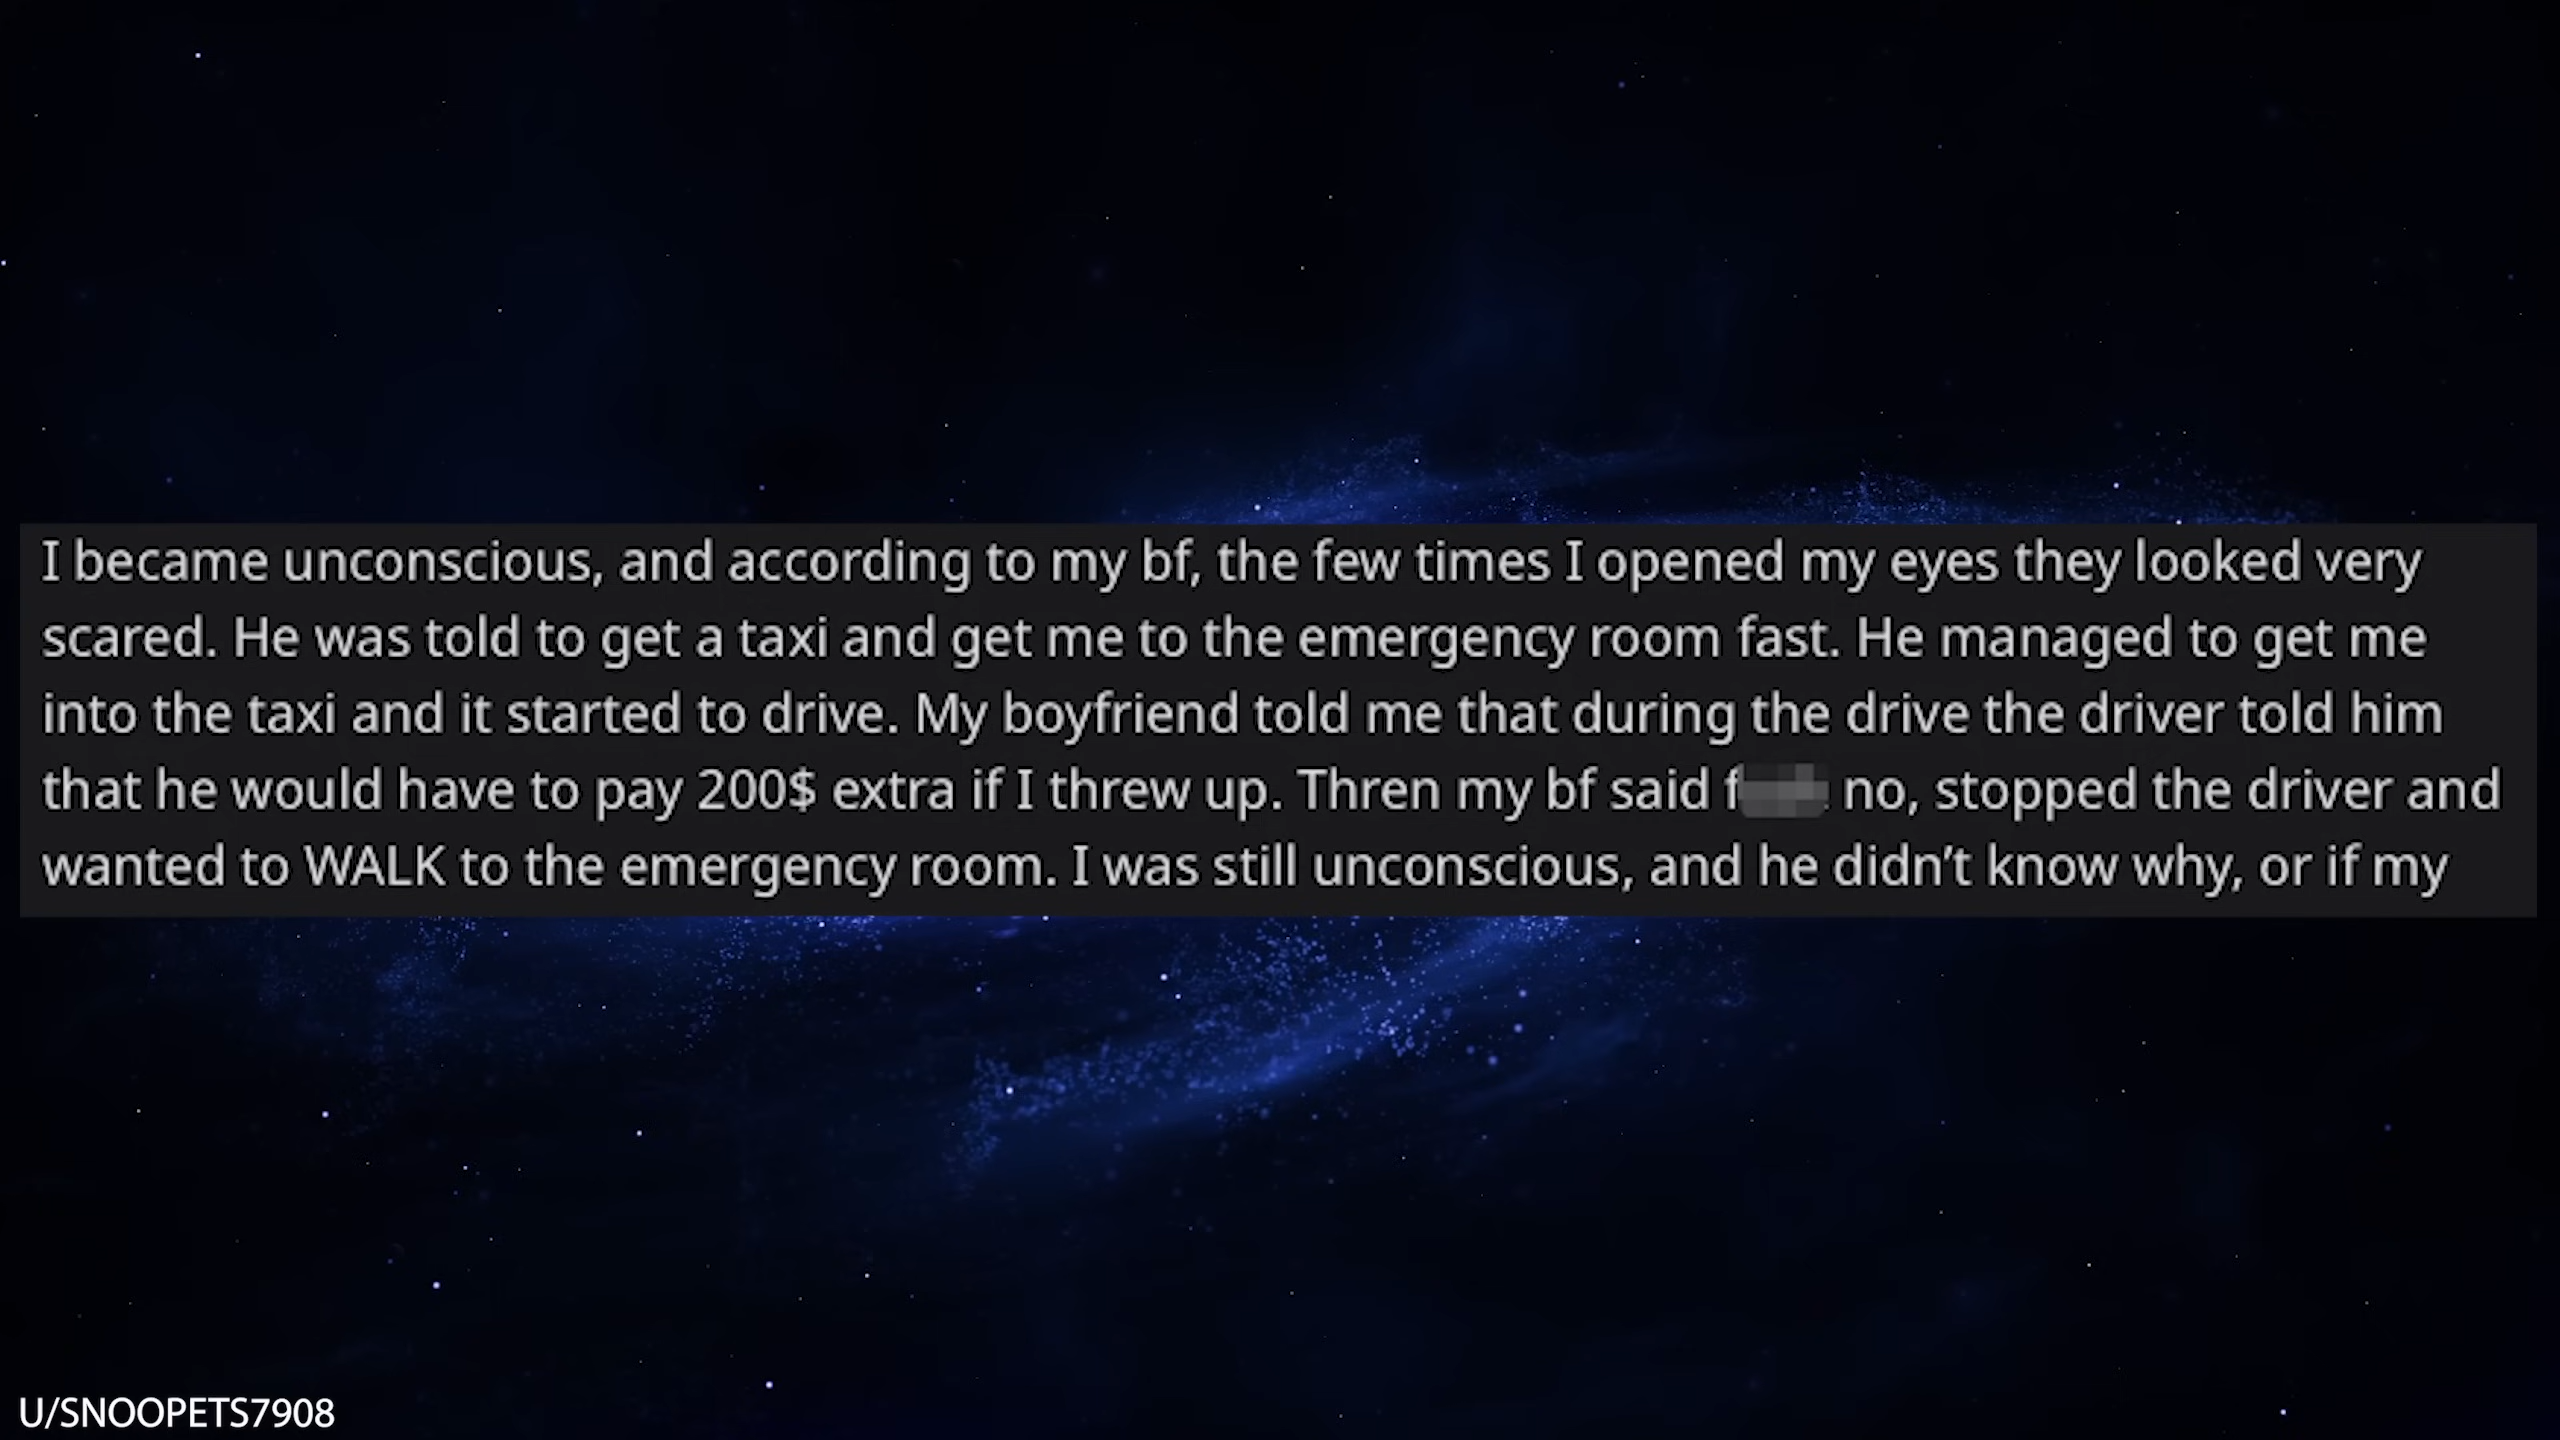 I became unconscious, and according to my bf, the few times I opened my eyes they looked very
scared. He was told to get a taxi and get me to the emergency room fast. He managed to get me
into the taxi and it started to drive. My boyfriend told me that during the drive the driver told him
that he would have to pay 200$ extra if I threw up. Thren my bf said f no, stopped the driver and
wanted to WALK to the emergency room. I was still unconscious, and he didn’t know why, or if my
U/SNOOPETS7908